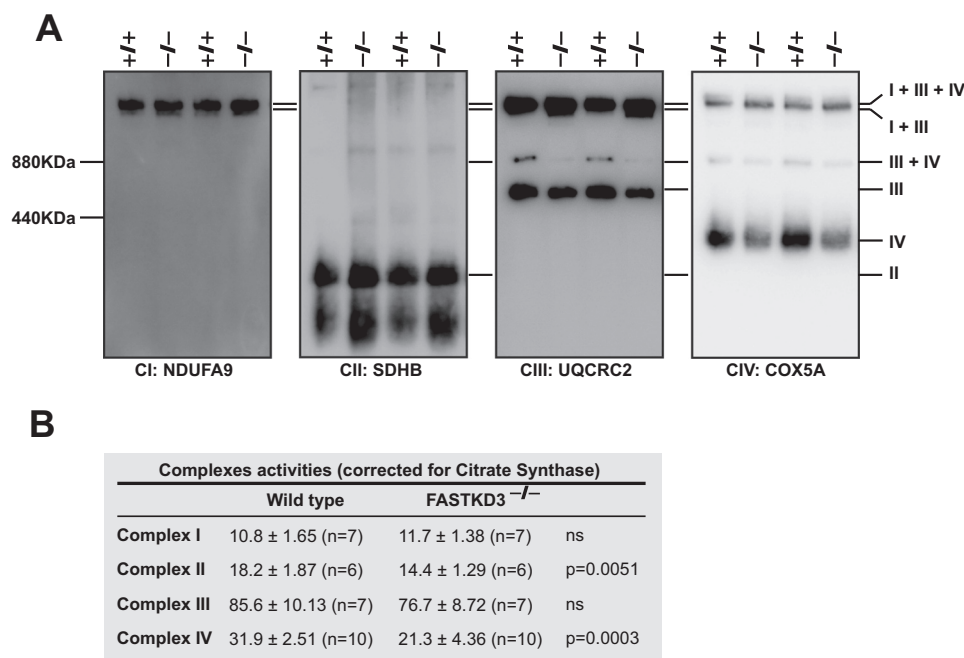 A
+/+ −/− +/+ −/− +/+ −/− +/+ −/− +/+ −/− +/+ −/− +/+ −/− +/+ −/−
I + III + IV
I + III
880KDa
III + IV
III
440KDa
IV
II
CI: NDUFA9 CII: SDHB CIII: UQCRC2 CIV: COX5A
B
Complexes activities (corrected for Citrate Synthase)
Wild type FASTKD3 −/−
Complex I 10.8 ± 1.65 (n=7) 11.7 ± 1.38 (n=7) ns
Complex II 18.2 ± 1.87 (n=6) 14.4 ± 1.29 (n=6) p=0.0051
Complex III 85.6 ± 10.13 (n=7) 76.7 ± 8.72 (n=7) ns
Complex IV 31.9 ± 2.51 (n=10) 21.3 ± 4.36 (n=10) p=0.0003